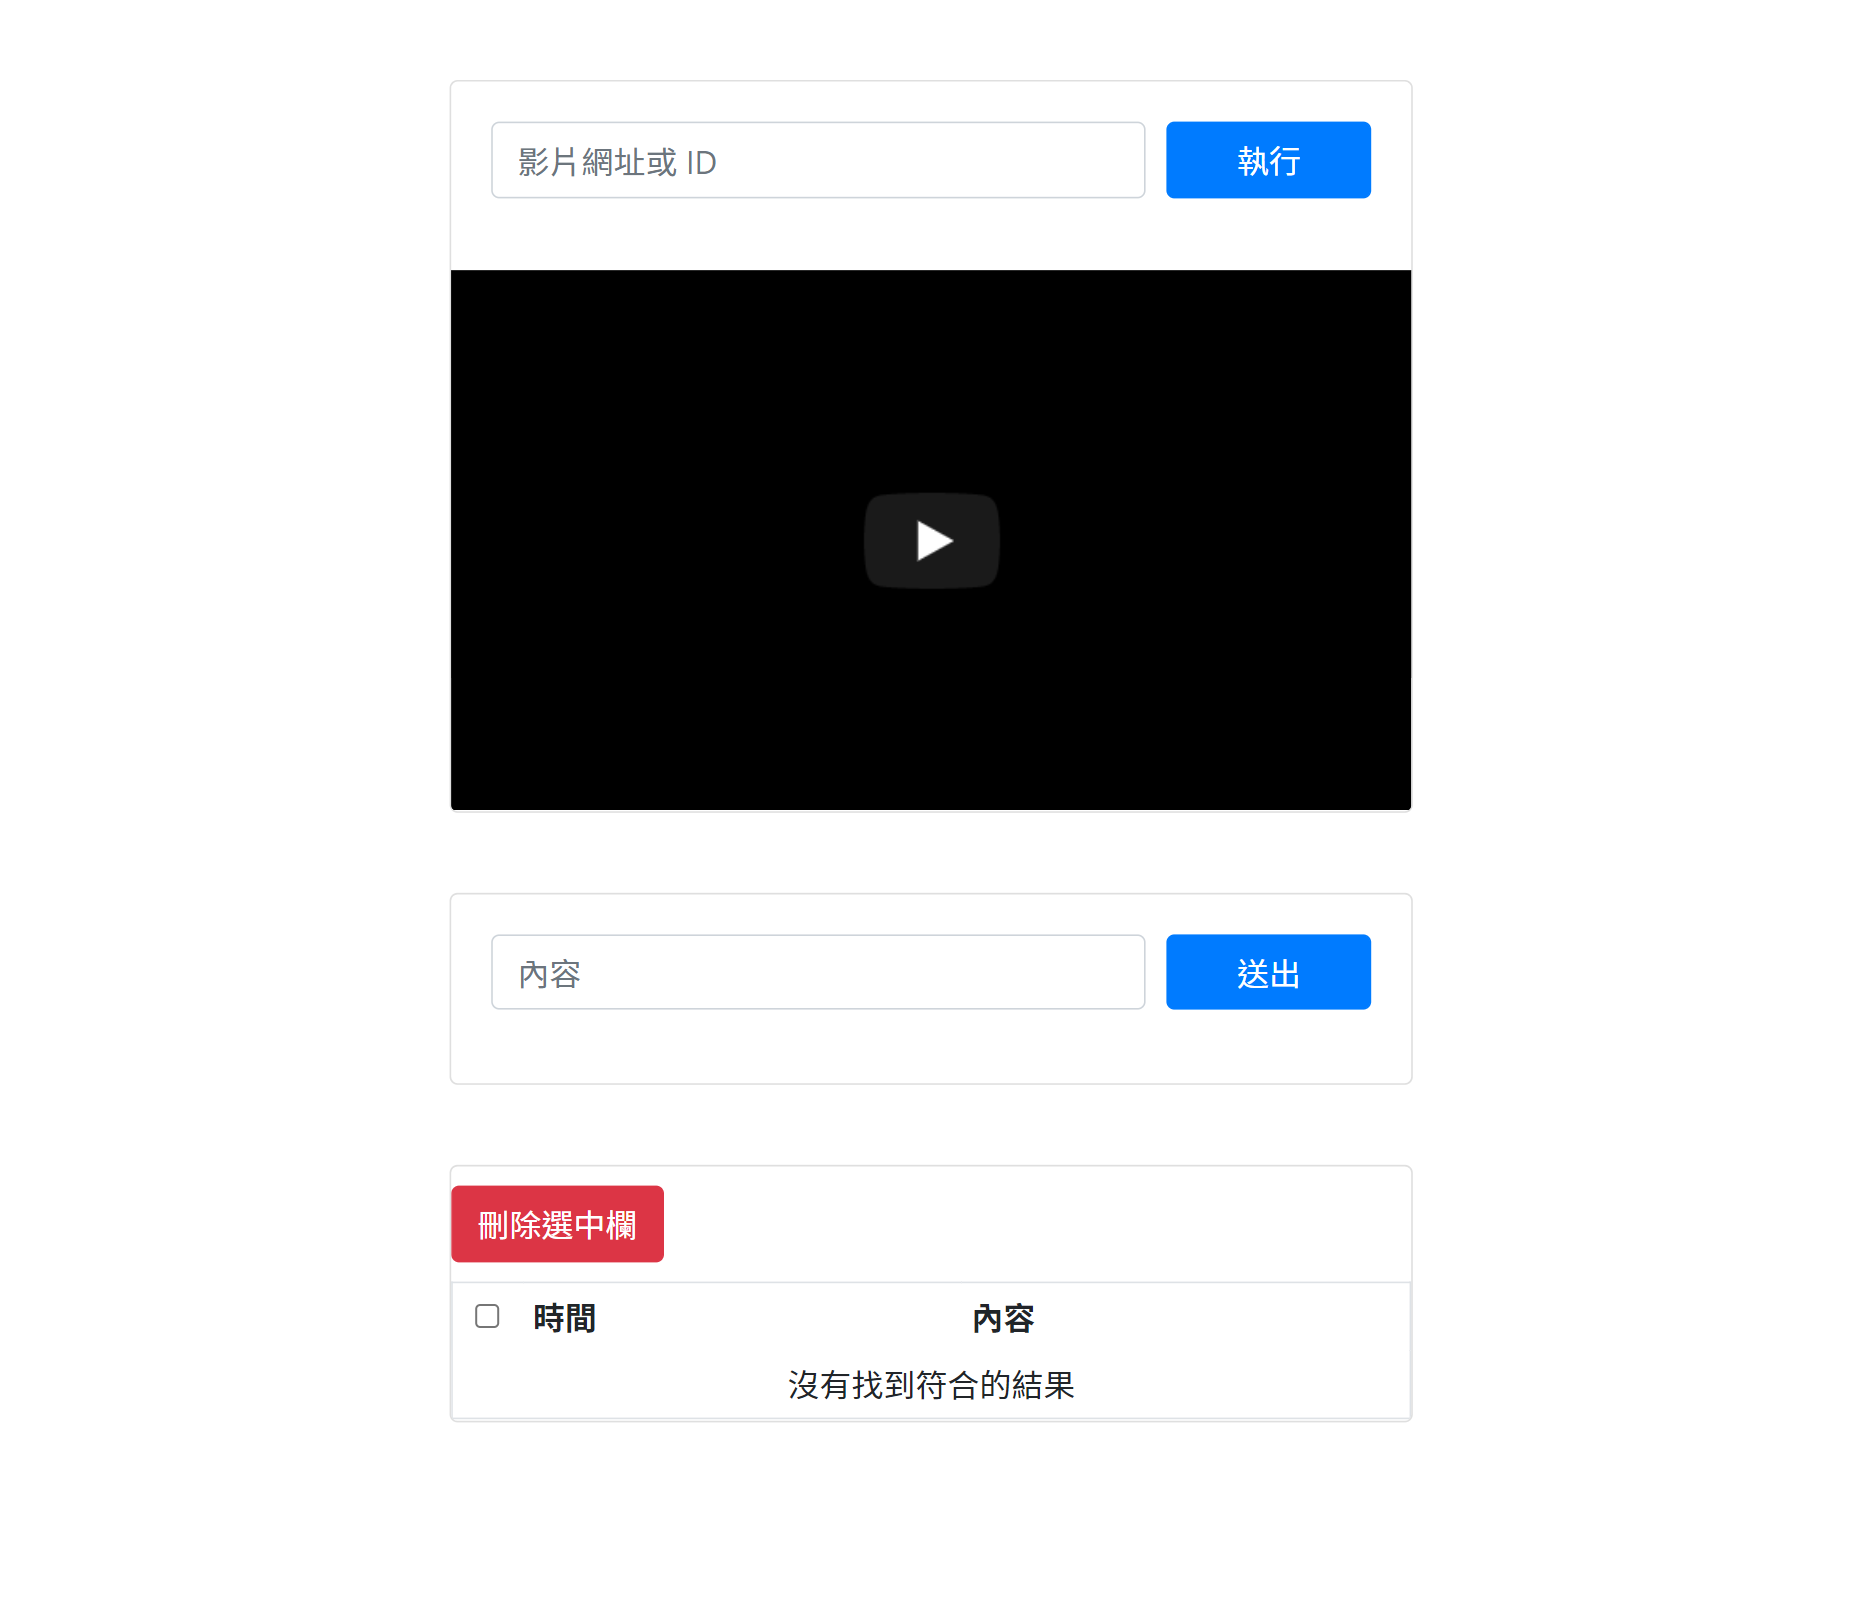 影片網址或 ID
執行
內容
送出
刪除選中欄
時間 內容
沒有找到符合的結果